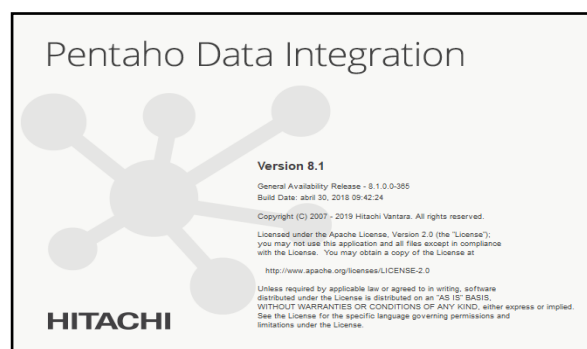 Pentaho Data Integration
Version 8.1
General Availability Release - 8.1.0.0-365
Build Date: abril 30, 2018 09:42:24
Copyright (C) 2007 - 2019 Hitachi Vantara. All rights reserved.
Licensed under the Apache License, Version 2.0 (the "License");
you may not use this application and all files except in compliance
with the License. You may obtain a copy of the License at
http://www.apache.org/licenses/LICENSE-2.0
Unless required by applicable law or agreed to in writing, software
distributed under the License is distributed on an "AS IS" BASIS,
WITHOUT WARRANTIES OR CONDITIONS OF ANY KIND, either express or implied.
See the License for the specific language governing permissions and
limitations under the License.
HITACHI